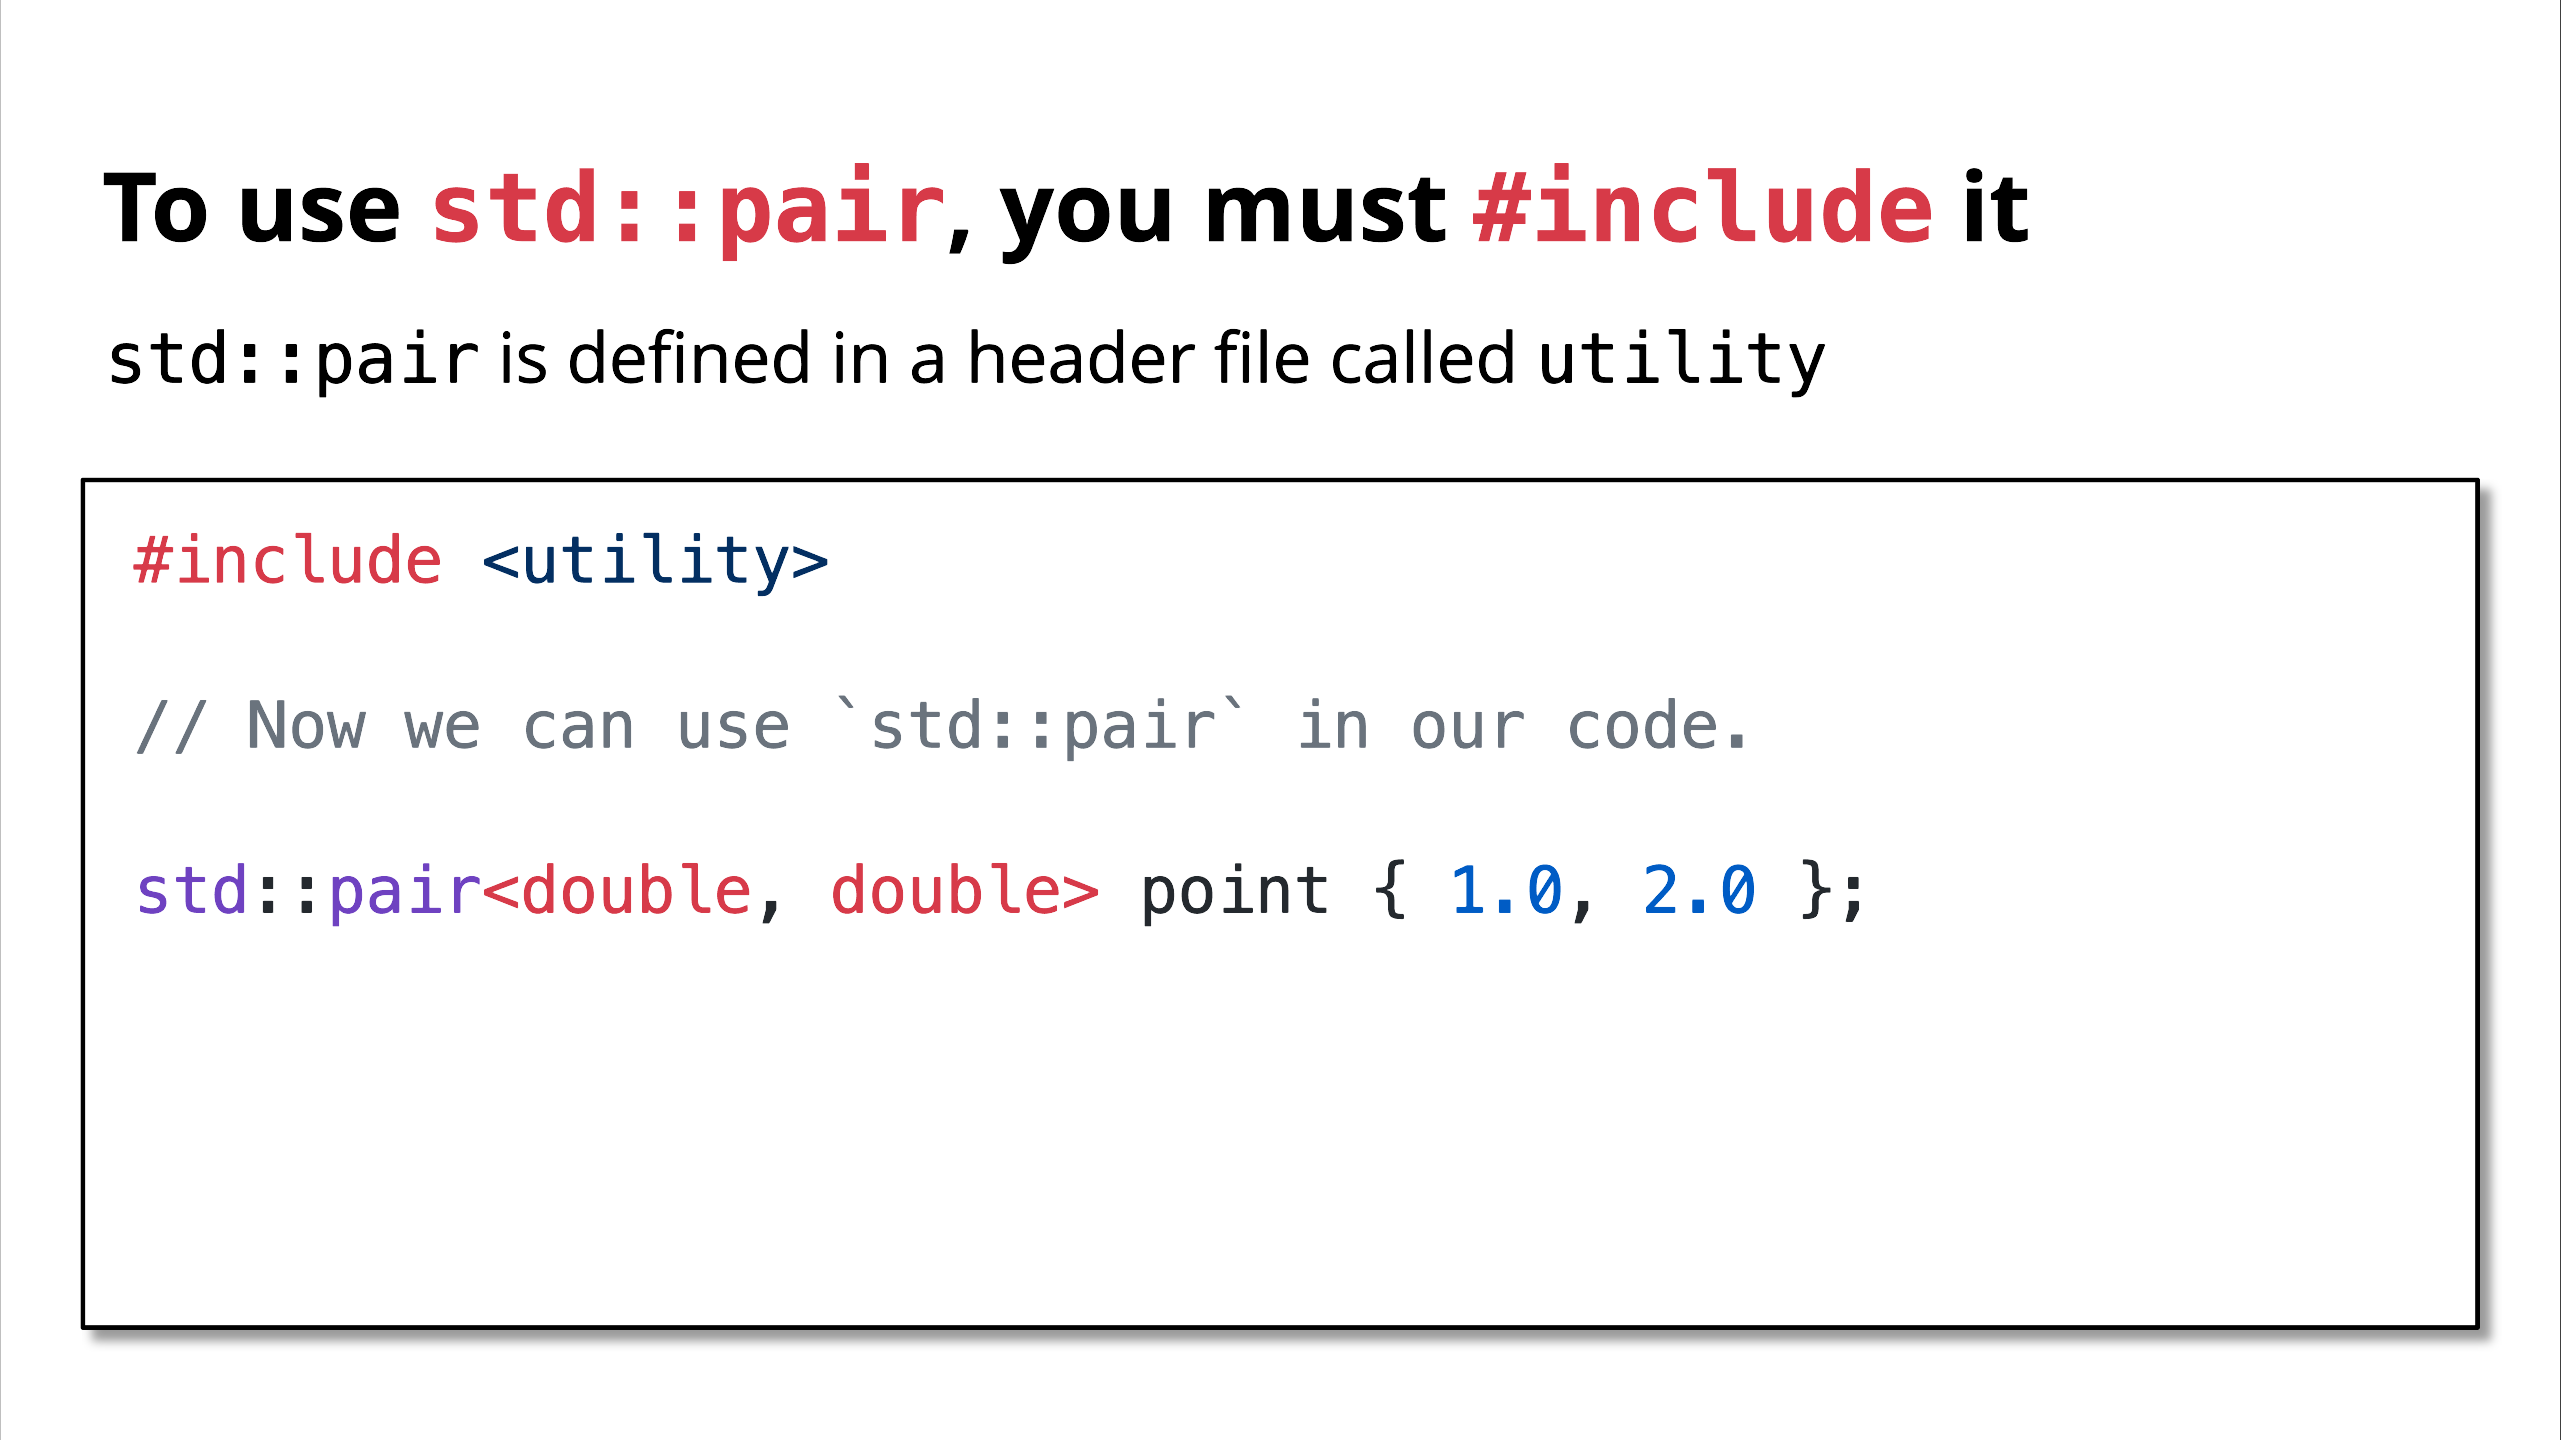 To use std::pair, you must #include it
std::pair is defined in a header file called utility
#include <utility>
// Now we can use `std::pair` in our code.
std::pair<double, double> point { 1.0, 2.0 };